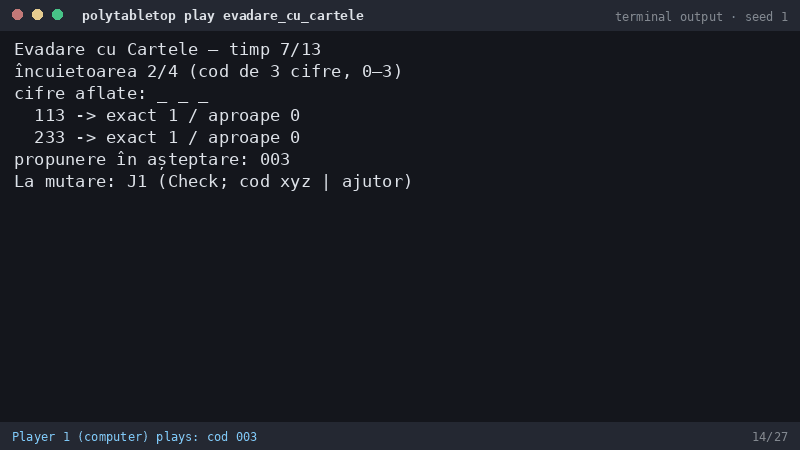 polytabletop play evadare_cu_cartele
terminal output · seed 1
Evadare cu Cartele — timp 7/13
încuietoarea 2/4 (cod de 3 cifre, 0–3)
cifre aflate: _ _ _
113 -> exact 1 / aproape 0
233 -> exact 1 / aproape 0
propunere în așteptare: 003
La mutare: J1 (Check; cod xyz | ajutor)
Player 1 (computer) plays: cod 003
14/27